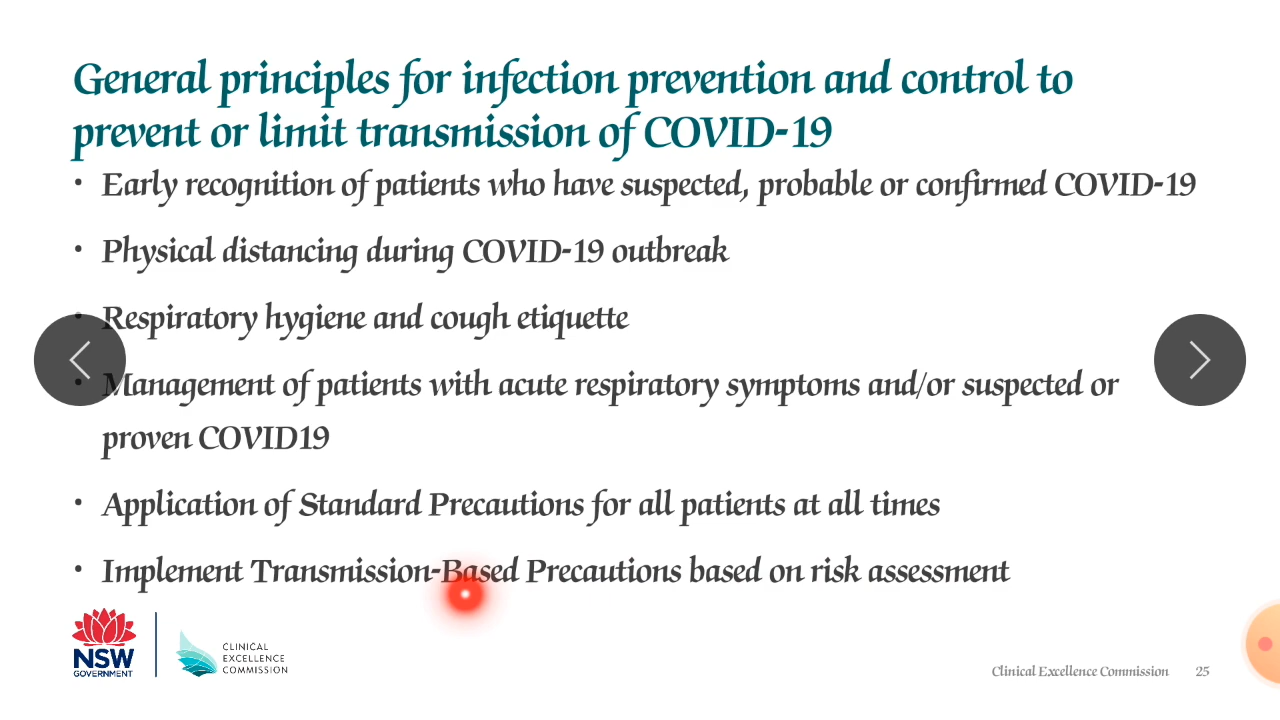 General principles for infection prevention and control to
prevent or limit transmission of COVID-19
• Early recognition of patients who have suspected, probable or confirmed COVID-19
• Physical distancing during COVID-19 outbreak
• Respiratory hygiene and cough etiquette
• Management of patients with acute respiratory symptoms and/or suspected or
proven COVID19
• Application of Standard Precautions for all patients at all times
• Implement Transmission-Based Precautions based on risk assessment
NSW
GOVERNMENT
CLINICAL
EXCELLENCE
COMMISSION
Clinical Excellence Commission 25